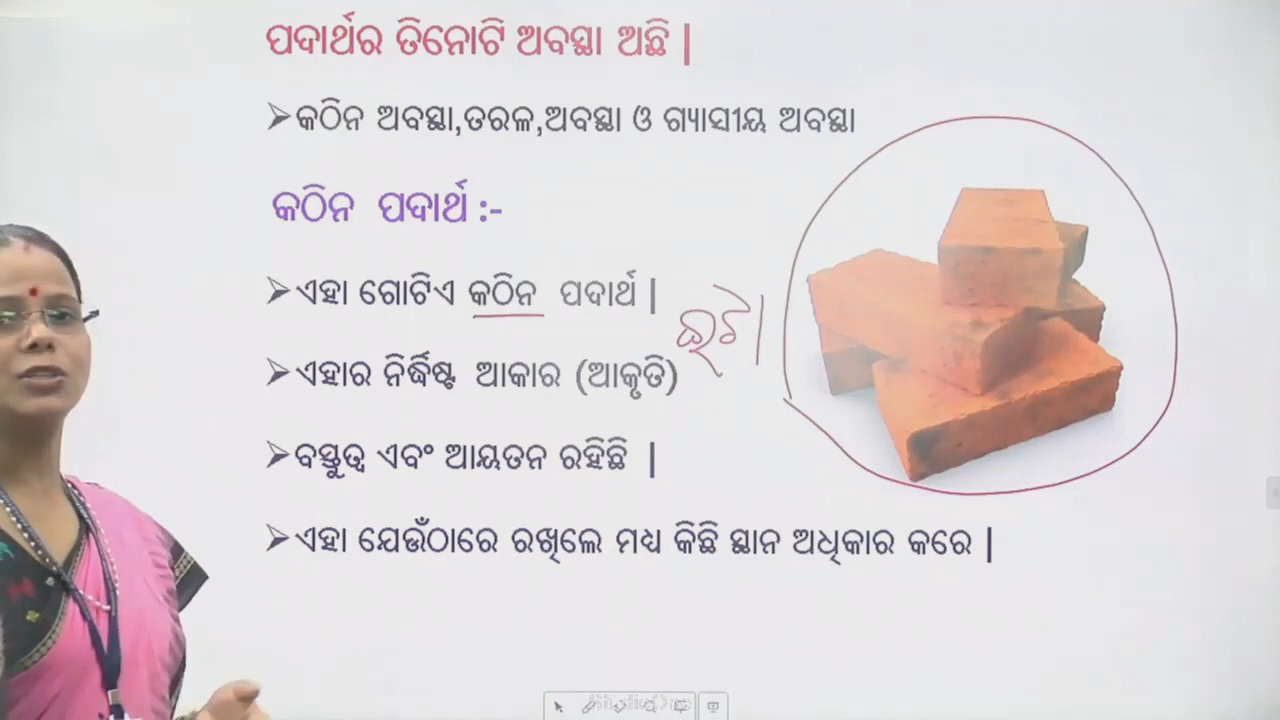 ପଦାର୍ଥର ତିନୋଟି ଅବସ୍ଥା ଅଛି |
➢କଠିନ ଅବସ୍ଥା,ତରଳ,ଅବସ୍ଥା ଓ ଗ୍ୟାସୀୟ ଅବସ୍ଥା
କଠିନ ପଦାର୍ଥ :-
➢ଏହା ଗୋଟିଏ କଠିନ ପଦାର୍ଥ |
ଇଟା
➢ଏହାର ନିର୍ଦ୍ଧିଷ୍ଟ ଆକାର (ଆକୃତି)
➢ବସ୍ତୁତ୍ୱ ଏବଂ ଆୟତନ ରହିଛି |
➢ଏହା ଯେଉଁଠାରେ ରଖିଲେ ମଧ୍ୟ କିଛି ସ୍ଥାନ ଅଧିକାର କରେ |